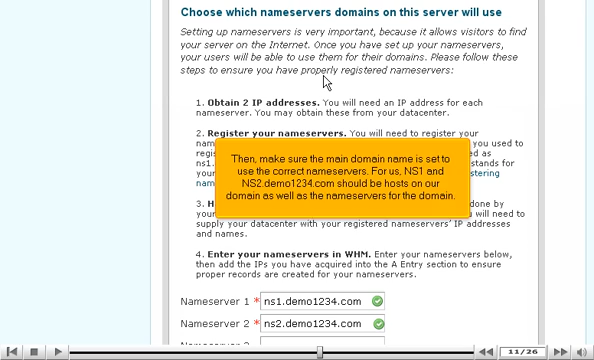 Choose which nameservers domains on this server will use
Setting up nameservers is very important, because it allows visitors to find
your server on the Internet. Once you have set up your nameservers,
your users will be able to use them for their domains. Please follow these
steps to ensure you have properly registered nameservers:
1. Obtain 2 IP addresses. You will need an IP address for each
nameserver. You may obtain these from your datacenter.
2. Register your nameservers. You will need to register your
you used to
regis
ed as
ns1.
stands for
your
istering
Then, make sure the main domain name is set to
use the correct nameservers. For us, NS1 and
NS2.demo1234.com should be hosts on our
domain as well as the nameservers for the domain.
3. H
done by
your
u will need to
supply your datacenter with your registered nameservers' IP addresses
and names.
4. Enter your nameservers in WHM. Enter your nameservers below,
then add the IPs you have acquired into the A Entry section to ensure
proper records are created for your nameservers.
Nameserver 1 * ns1.demo1234.com
Nameserver 2 * ns2.demo1234.com
11/26